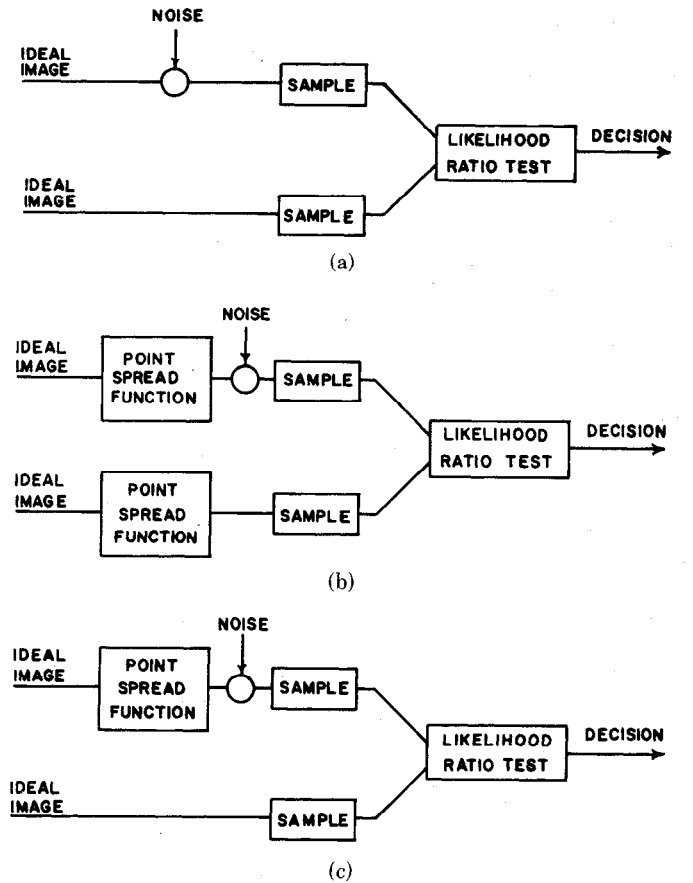 NOISE
IDEAL
IMAGE
SAMPLE
LIKELIHOOD
RATIO TEST
DECISION
IDEAL
IMAGE
SAMPLE
(a)
NOISE
IDEAL
IMAGE
POINT
SPREAD
FUNCTION
SAMPLE
LIKELIHOOD
RATIO TEST
DECISION
IDEAL
IMAGE
POINT
SPREAD
FUNCTION
SAMPLE
(b)
NOISE
IDEAL
IMAGE
POINT
SPREAD
FUNCTION
SAMPLE
LIKELIHOOD
RATIO TEST
DECISION
IDEAL
IMAGE
SAMPLE
(c)